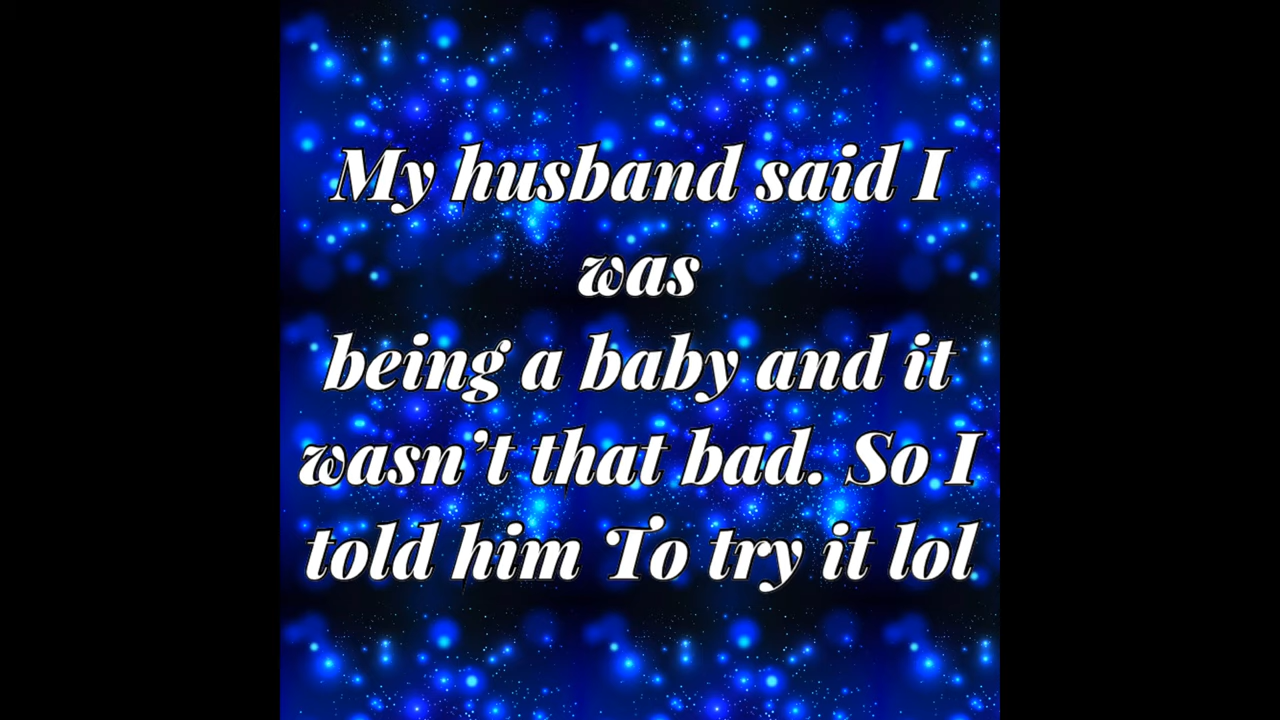 My husband said I
was
being a baby and it
wasn’t that bad. So I
told him To try it lol